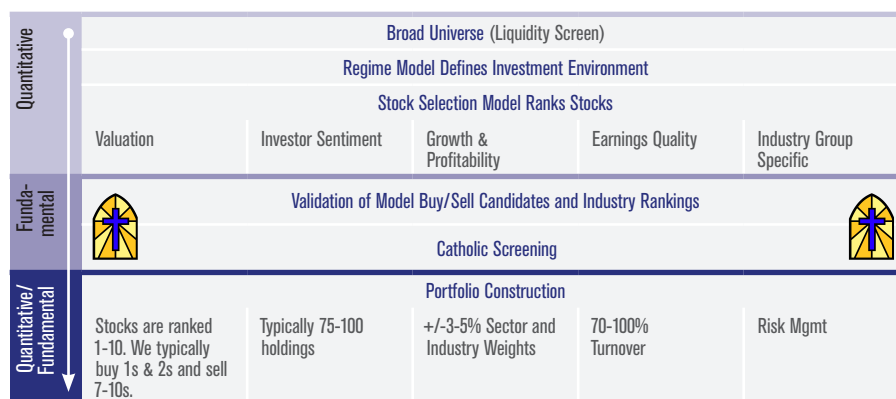 Quantitative
Broad Universe (Liquidity Screen)
Regime Model Defines Investment Environment
Stock Selection Model Ranks Stocks
Valuation
Investor Sentiment
Growth &
Profitability
Earnings Quality
Industry Group
Specific
Funda-
mental
Validation of Model Buy/Sell Candidates and Industry Rankings
Catholic Screening
Quantitative/
Fundamental
Portfolio Construction
Stocks are ranked
1-10. We typically
buy 1s & 2s and sell
7-10s.
Typically 75-100
holdings
+/-3-5% Sector and
Industry Weights
70-100%
Turnover
Risk Mgmt